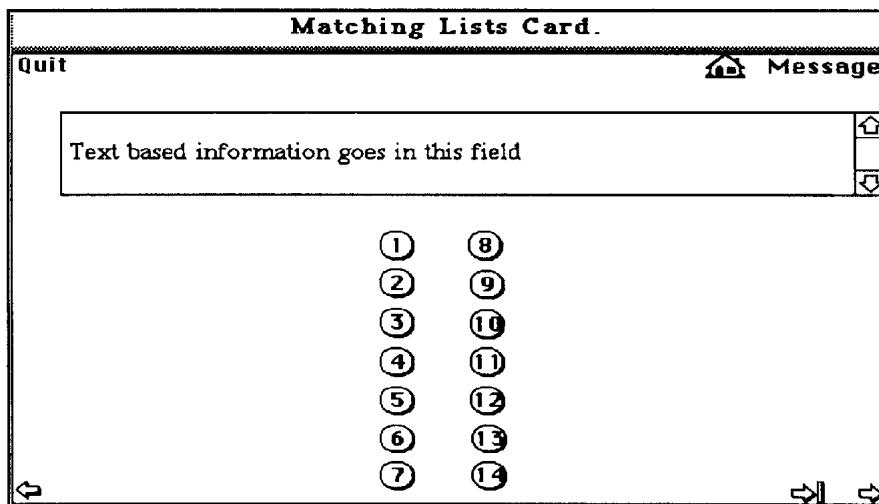 Matching Lists Card.
Quit Message
Text based information goes in this field
1 8
2 9
3 10
4 11
5 12
6 13
7 14